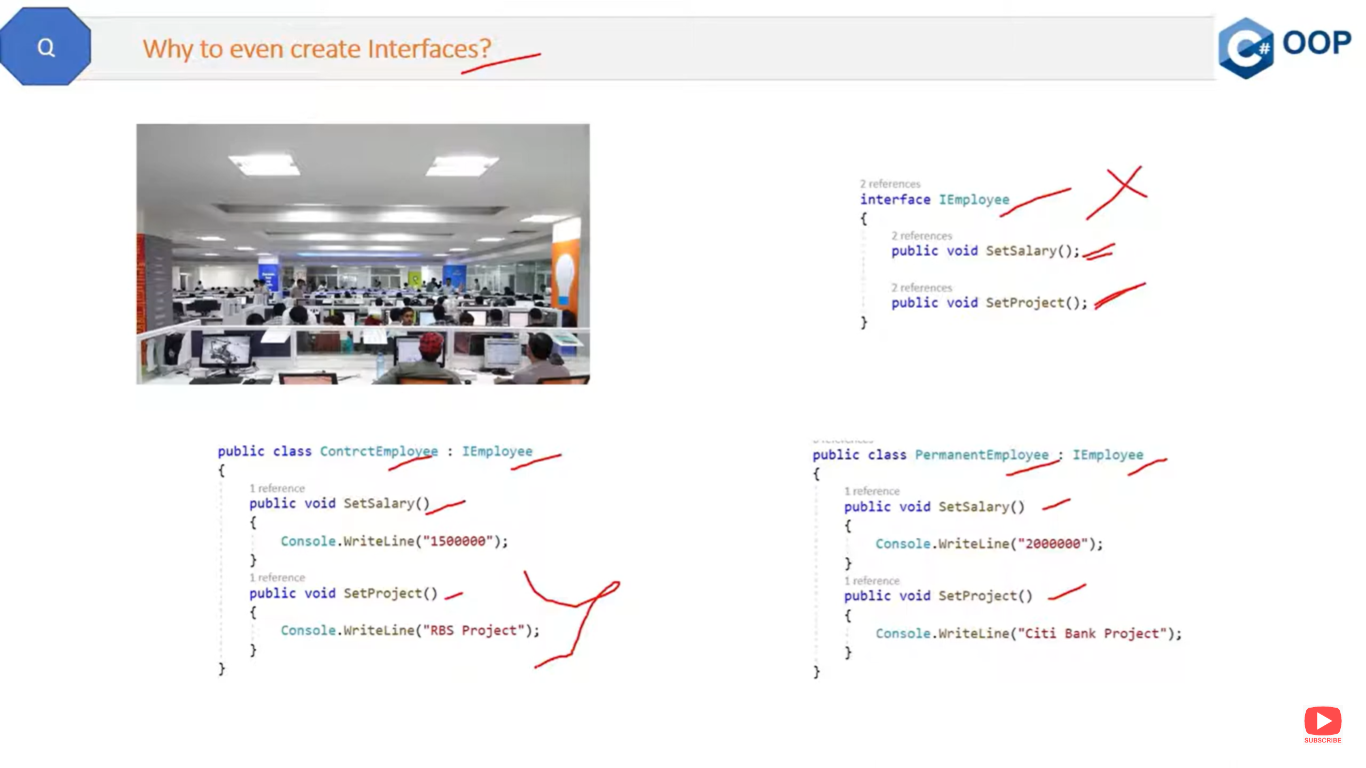 Q
Why to even create Interfaces?
C# OOP
2 references
interface IEmployee
{
2 references
public void SetSalary();
2 references
public void SetProject();
}
public class ContrctEmployee : IEmployee
{
1 reference
public void SetSalary()
{
Console.WriteLine("1500000");
}
1 reference
public void SetProject()
{
Console.WriteLine("RBS Project");
}
}
public class PermanentEmployee : IEmployee
{
1 reference
public void SetSalary()
{
Console.WriteLine("2000000");
}
1 reference
public void SetProject()
{
Console.WriteLine("Citi Bank Project");
}
}
SUBSCRIBE